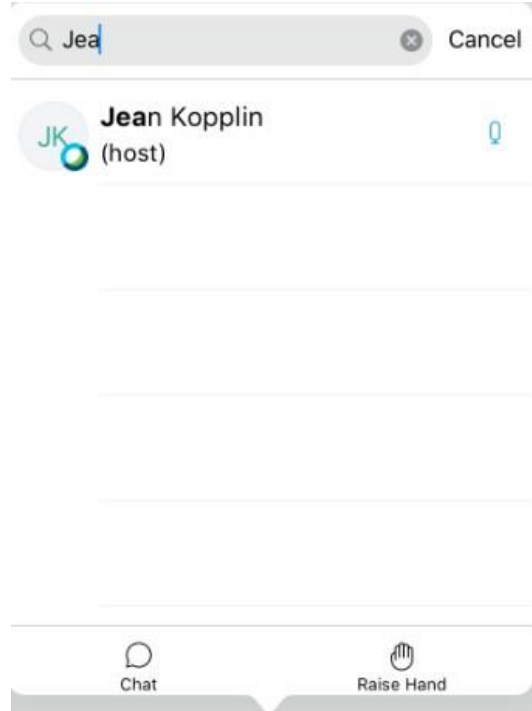 Jea
Cancel
JK
Jean Kopplin
(host)
Chat
Raise Hand